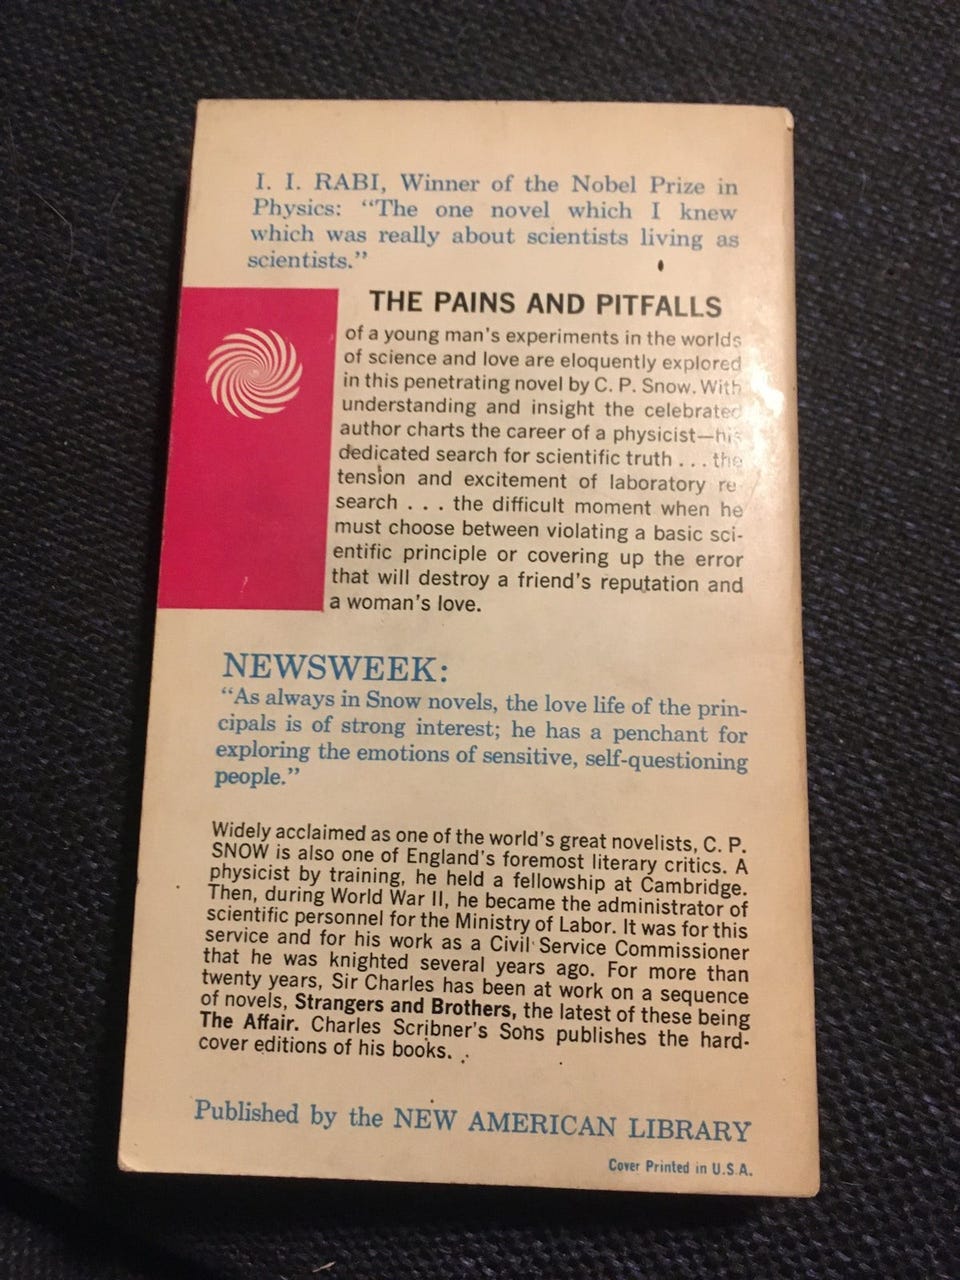 I. I. RABI, Winner of the Nobel Prize in
Physics: “The one novel which I knew
which was really about scientists living as
scientists.”
THE PAINS AND PITFALLS
of a young man's experiments in the worlds
of science and love are eloquently explored
in this penetrating novel by C. P. Snow. With
understanding and insight the celebrated
author charts the career of a physicist—his
dedicated search for scientific truth . . . the
tension and excitement of laboratory re-
search . . . the difficult moment when he
must choose between violating a basic sci-
entific principle or covering up the error
that will destroy a friend's reputation and
a woman's love.
NEWSWEEK:
“As always in Snow novels, the love life of the prin-
cipals is of strong interest; he has a penchant for
exploring the emotions of sensitive, self-questioning
people.”
Widely acclaimed as one of the world's great novelists, C. P.
SNOW is also one of England's foremost literary critics. A
physicist by training, he held a fellowship at Cambridge.
Then, during World War II, he became the administrator of
scientific personnel for the Ministry of Labor. It was for this
service and for his work as a Civil Service Commissioner
that he was knighted several years ago. For more than
twenty years, Sir Charles has been at work on a sequence
of novels, Strangers and Brothers, the latest of these being
The Affair. Charles Scribner's Sons publishes the hard-
cover editions of his books.
Published by the NEW AMERICAN LIBRARY
Cover Printed in U.S.A.